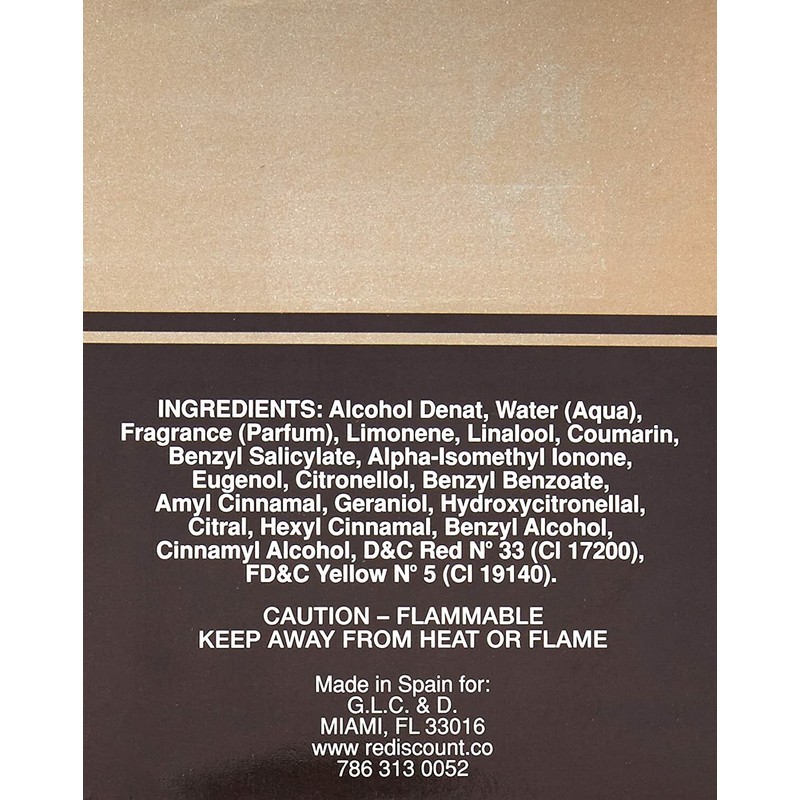 INGREDIENTS: Alcohol Denat, Water (Aqua),
Fragrance (Parfum), Limonene, Linalool, Coumarin,
Benzyl Salicylate, Alpha-Isomethyl Ionone,
Eugenol, Citronellol, Benzyl Benzoate,
Amyl Cinnamal, Geraniol, Hydroxycitronellal,
Citral, Hexyl Cinnamal, Benzyl Alcohol,
Cinnamyl Alcohol, D&C Red N° 33 (CI 17200),
FD&C Yellow N° 5 (CI 19140).
CAUTION – FLAMMABLE
KEEP AWAY FROM HEAT OR FLAME
Made in Spain for:
G.L.C. & D.
MIAMI, FL 33016
www rediscount.co
786 313 0052